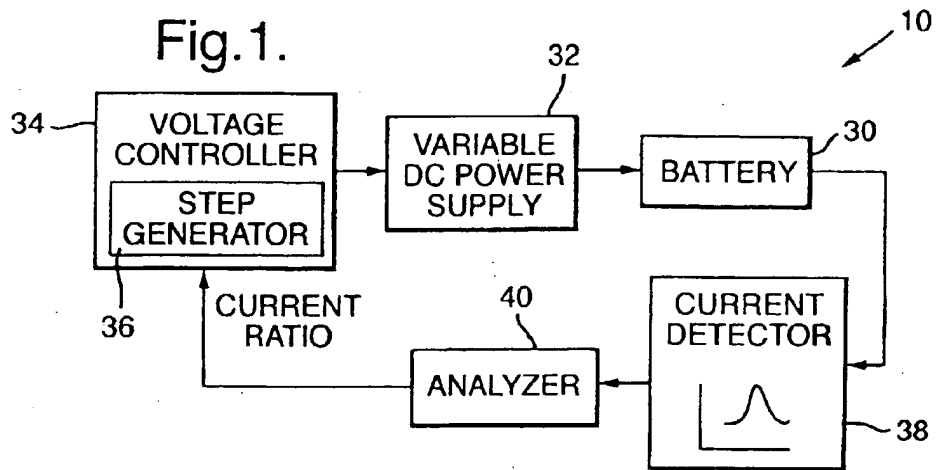 Fig.1.
10
32
34
VOLTAGE
CONTROLLER
STEP
GENERATOR
36
VARIABLE
DC POWER
SUPPLY
30
BATTERY
CURRENT
RATIO
40
ANALYZER
CURRENT
DETECTOR
38